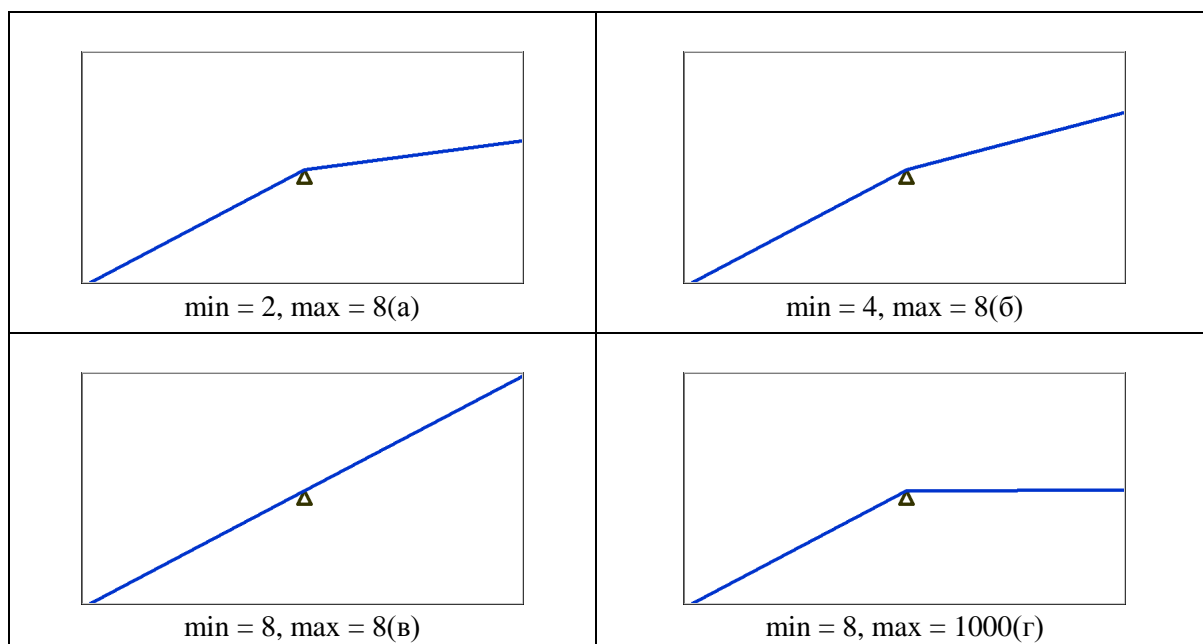 min = 2, max = 8(а)
min = 4, max = 8(б)
min = 8, max = 8(в)
min = 8, max = 1000(г)